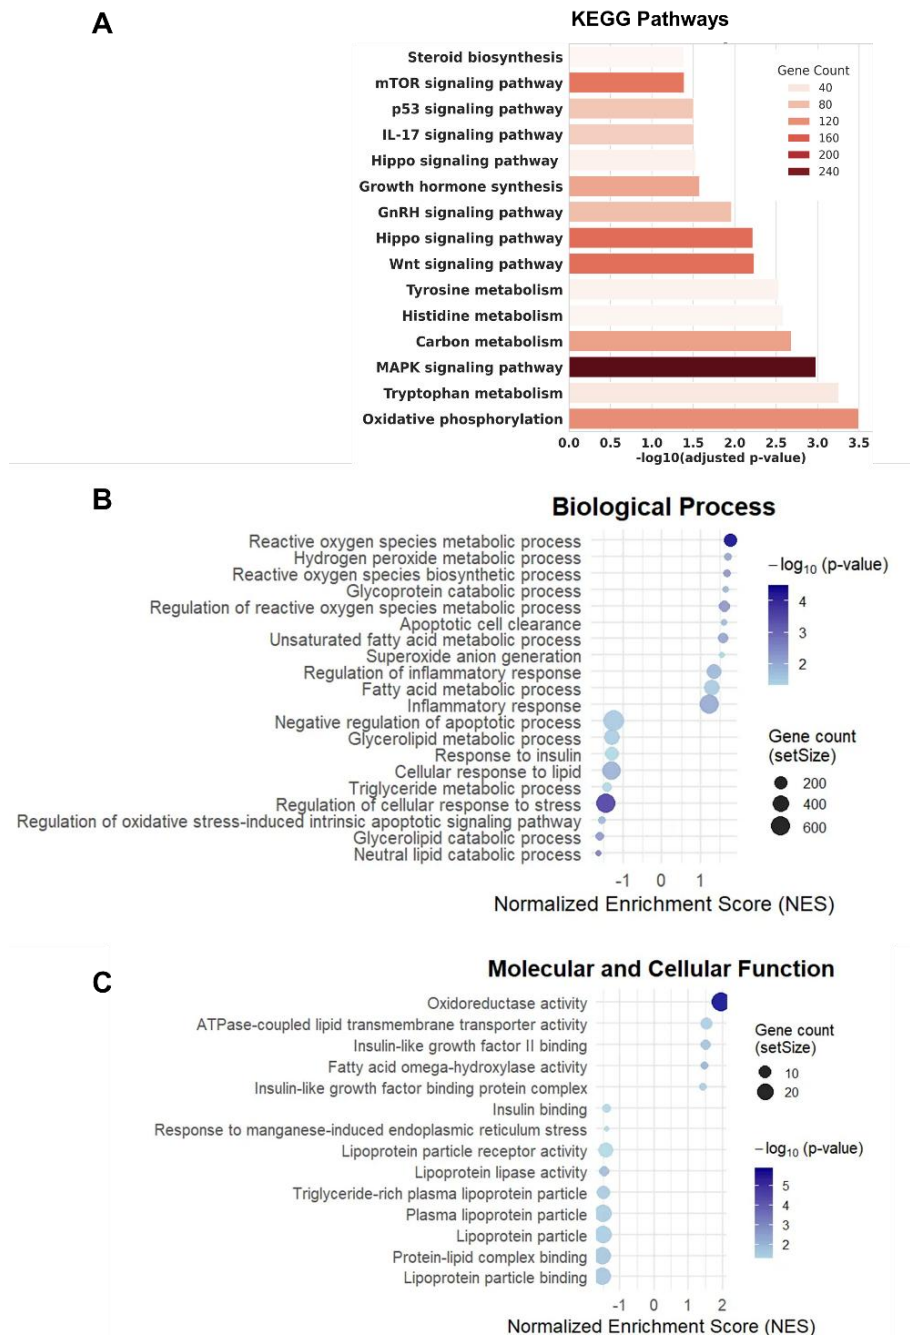 A
KEGG Pathways
Steroid biosynthesis
mTOR signaling pathway
p53 signaling pathway
IL-17 signaling pathway
Hippo signaling pathway
Growth hormone synthesis
GnRH signaling pathway
Hippo signaling pathway
Wnt signaling pathway
Tyrosine metabolism
Histidine metabolism
Carbon metabolism
MAPK signaling pathway
Tryptophan metabolism
Oxidative phosphorylation
Gene Count
40
80
120
160
200
240
0.0 0.5 1.0 1.5 2.0 2.5 3.0 3.5
-log10(adjusted p-value)
B
Biological Process
Reactive oxygen species metabolic process
Hydrogen peroxide metabolic process
Reactive oxygen species biosynthetic process
Glycoprotein catabolic process
Regulation of reactive oxygen species metabolic process
Apoptotic cell clearance
Unsaturated fatty acid metabolic process
Superoxide anion generation
Regulation of inflammatory response
Fatty acid metabolic process
Inflammatory response
Negative regulation of apoptotic process
Glycerolipid metabolic process
Response to insulin
Cellular response to lipid
Triglyceride metabolic process
Regulation of cellular response to stress
Regulation of oxidative stress-induced intrinsic apoptotic signaling pathway
Glycerolipid catabolic process
Neutral lipid catabolic process
-1 0 1
Normalized Enrichment Score (NES)
−log10 (p-value)
4
3
2
Gene count
(setSize)
200
400
600
C
Molecular and Cellular Function
Oxidoreductase activity
ATPase-coupled lipid transmembrane transporter activity
Insulin-like growth factor II binding
Fatty acid omega-hydroxylase activity
Insulin-like growth factor binding protein complex
Insulin binding
Response to manganese-induced endoplasmic reticulum stress
Lipoprotein particle receptor activity
Lipoprotein lipase activity
Triglyceride-rich plasma lipoprotein particle
Plasma lipoprotein particle
Lipoprotein particle
Protein-lipid complex binding
Lipoprotein particle binding
-1 0 1 2
Normalized Enrichment Score (NES)
Gene count
(setSize)
10
20
−log10 (p-value)
5
4
3
2